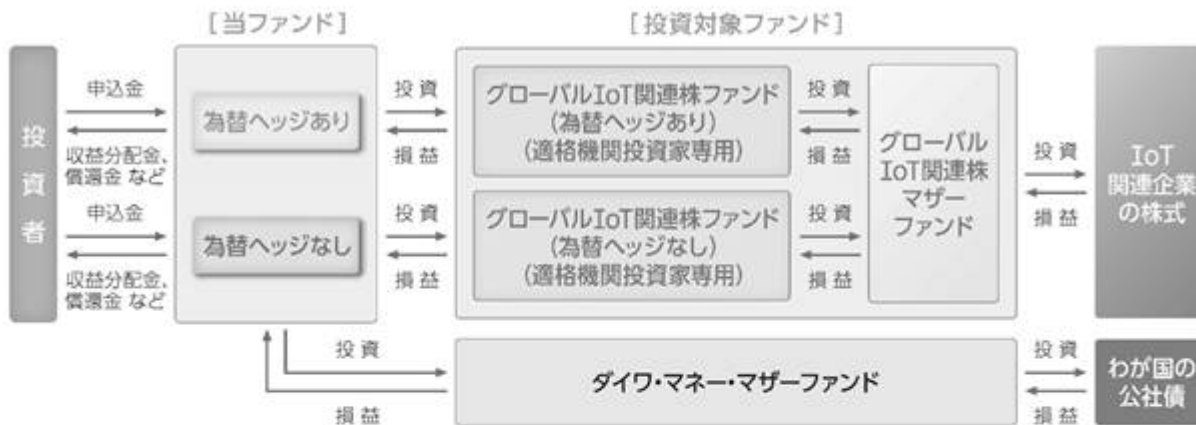 [当ファンド]
[投資対象ファンド]
投
資
者
申込金
収益分配金、
償還金 など
申込金
収益分配金、
償還金 など
為替ヘッジあり
為替ヘッジなし
投 資
損 益
投 資
損 益
グローバルIoT関連株ファンド
(為替ヘッジあり)
(適格機関投資家専用)
グローバルIoT関連株ファンド
(為替ヘッジなし)
(適格機関投資家専用)
投 資
損 益
投 資
損 益
グローバル
IoT関連株
マザー
ファンド
投 資
損 益
IoT
関連企業
の株式
投 資
損 益
ダイワ・マネー・マザーファンド
投 資
損 益
わが国の
公社債